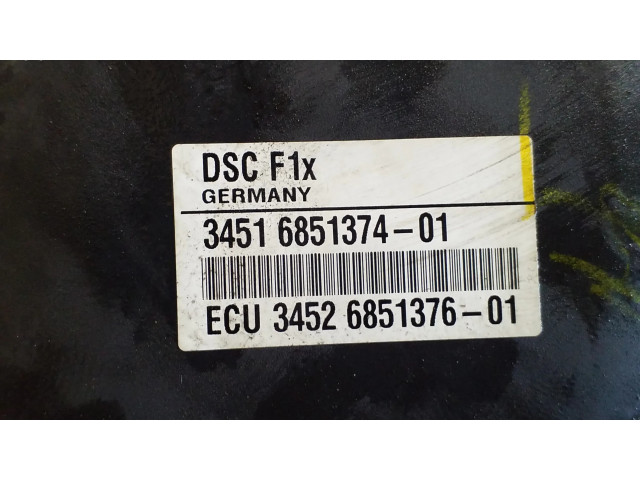 DSC F1x
GERMANY
3451 6851374-01
ECU 3452 6851376-01